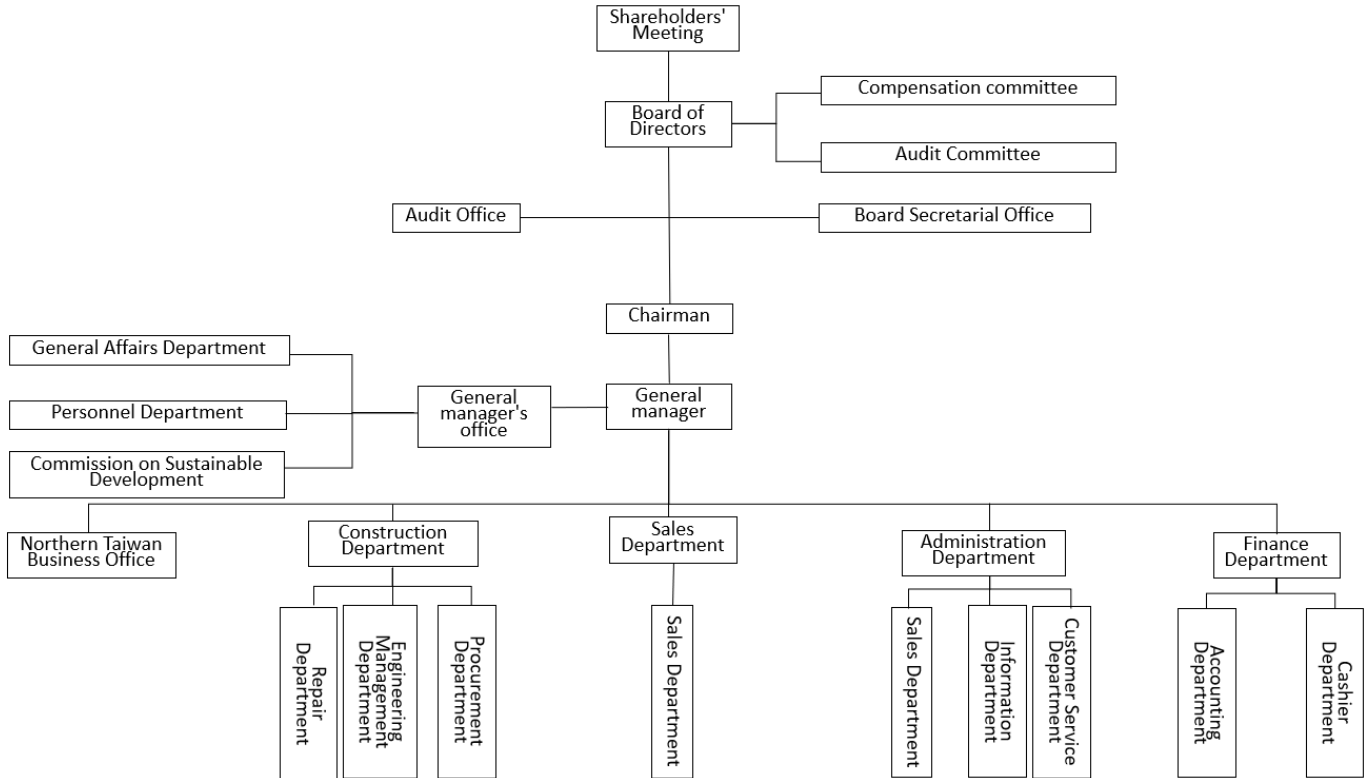 Shareholders'
Meeting
Board of
Directors
Compensation committee
Audit Committee
Audit Office
Board Secretarial Office
Chairman
General Affairs Department
Personnel Department
Commission on Sustainable
Development
General
manager's
office
General
manager
Northern Taiwan
Business Office
Construction
Department
Sales
Department
Administration
Department
Finance
Department
Repair
Department
Engineering
Management
Department
Procurement
Department
Sales Department
Sales Department
Information
Department
Customer Service
Department
Accounting
Department
Cashier
Department